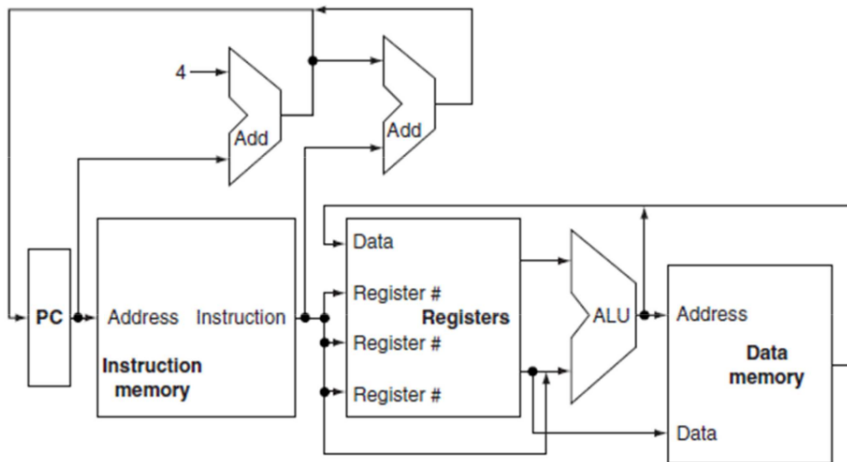 4
Add
Add
Data
PC
Address
Instruction
Register #
Registers
ALU
Address
Instruction
memory
Register #
Data
memory
Register #
Data